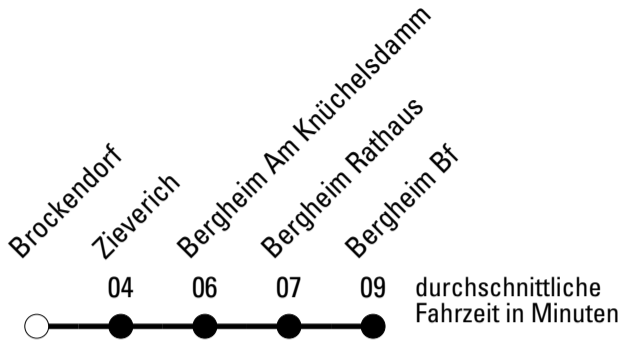 Brockendorf
Zieverich
Bergheim Am Knüchelsdamm
Bergheim Rathaus
Bergheim Bf
04 06 07 09
durchschnittliche
Fahrzeit in Minuten